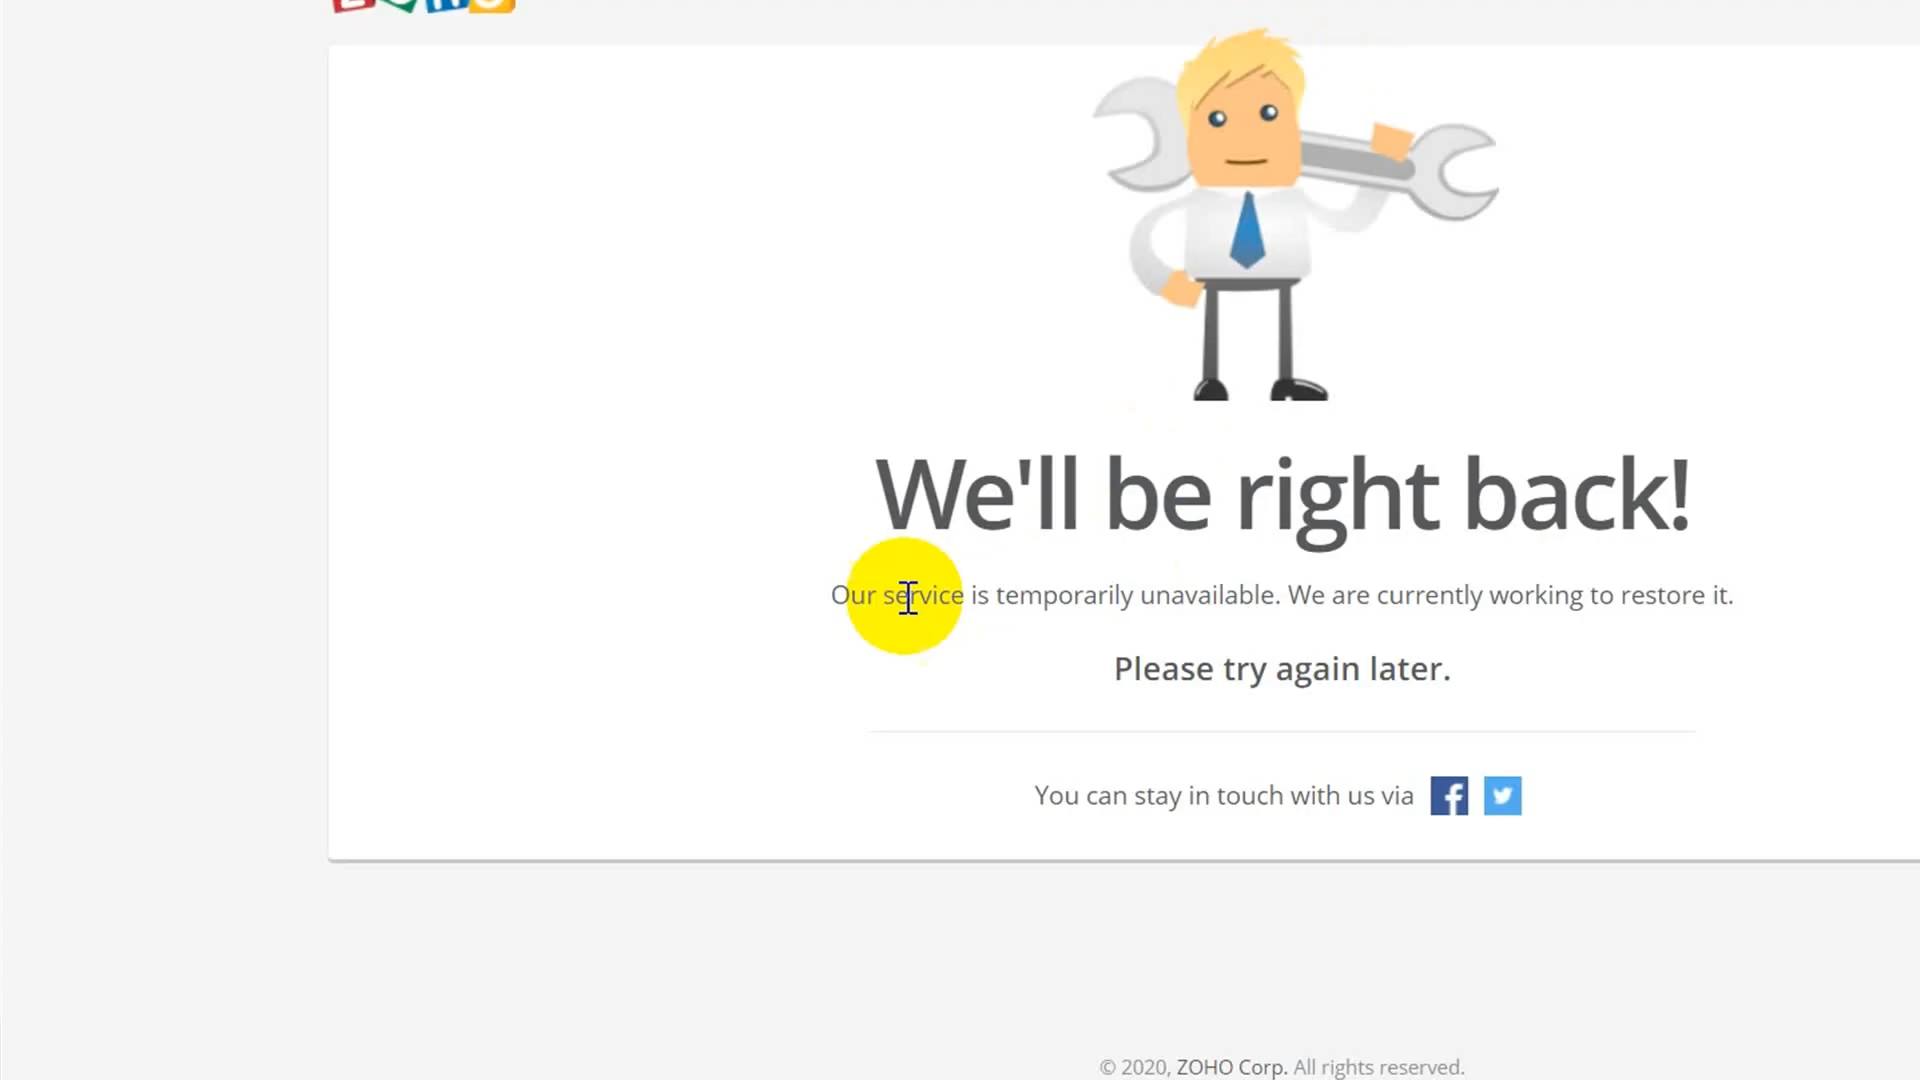 ZOHO
We'll be right back!
Our service is temporarily unavailable. We are currently working to restore it.
Please try again later.
You can stay in touch with us via
© 2020, ZOHO Corp. All rights reserved.